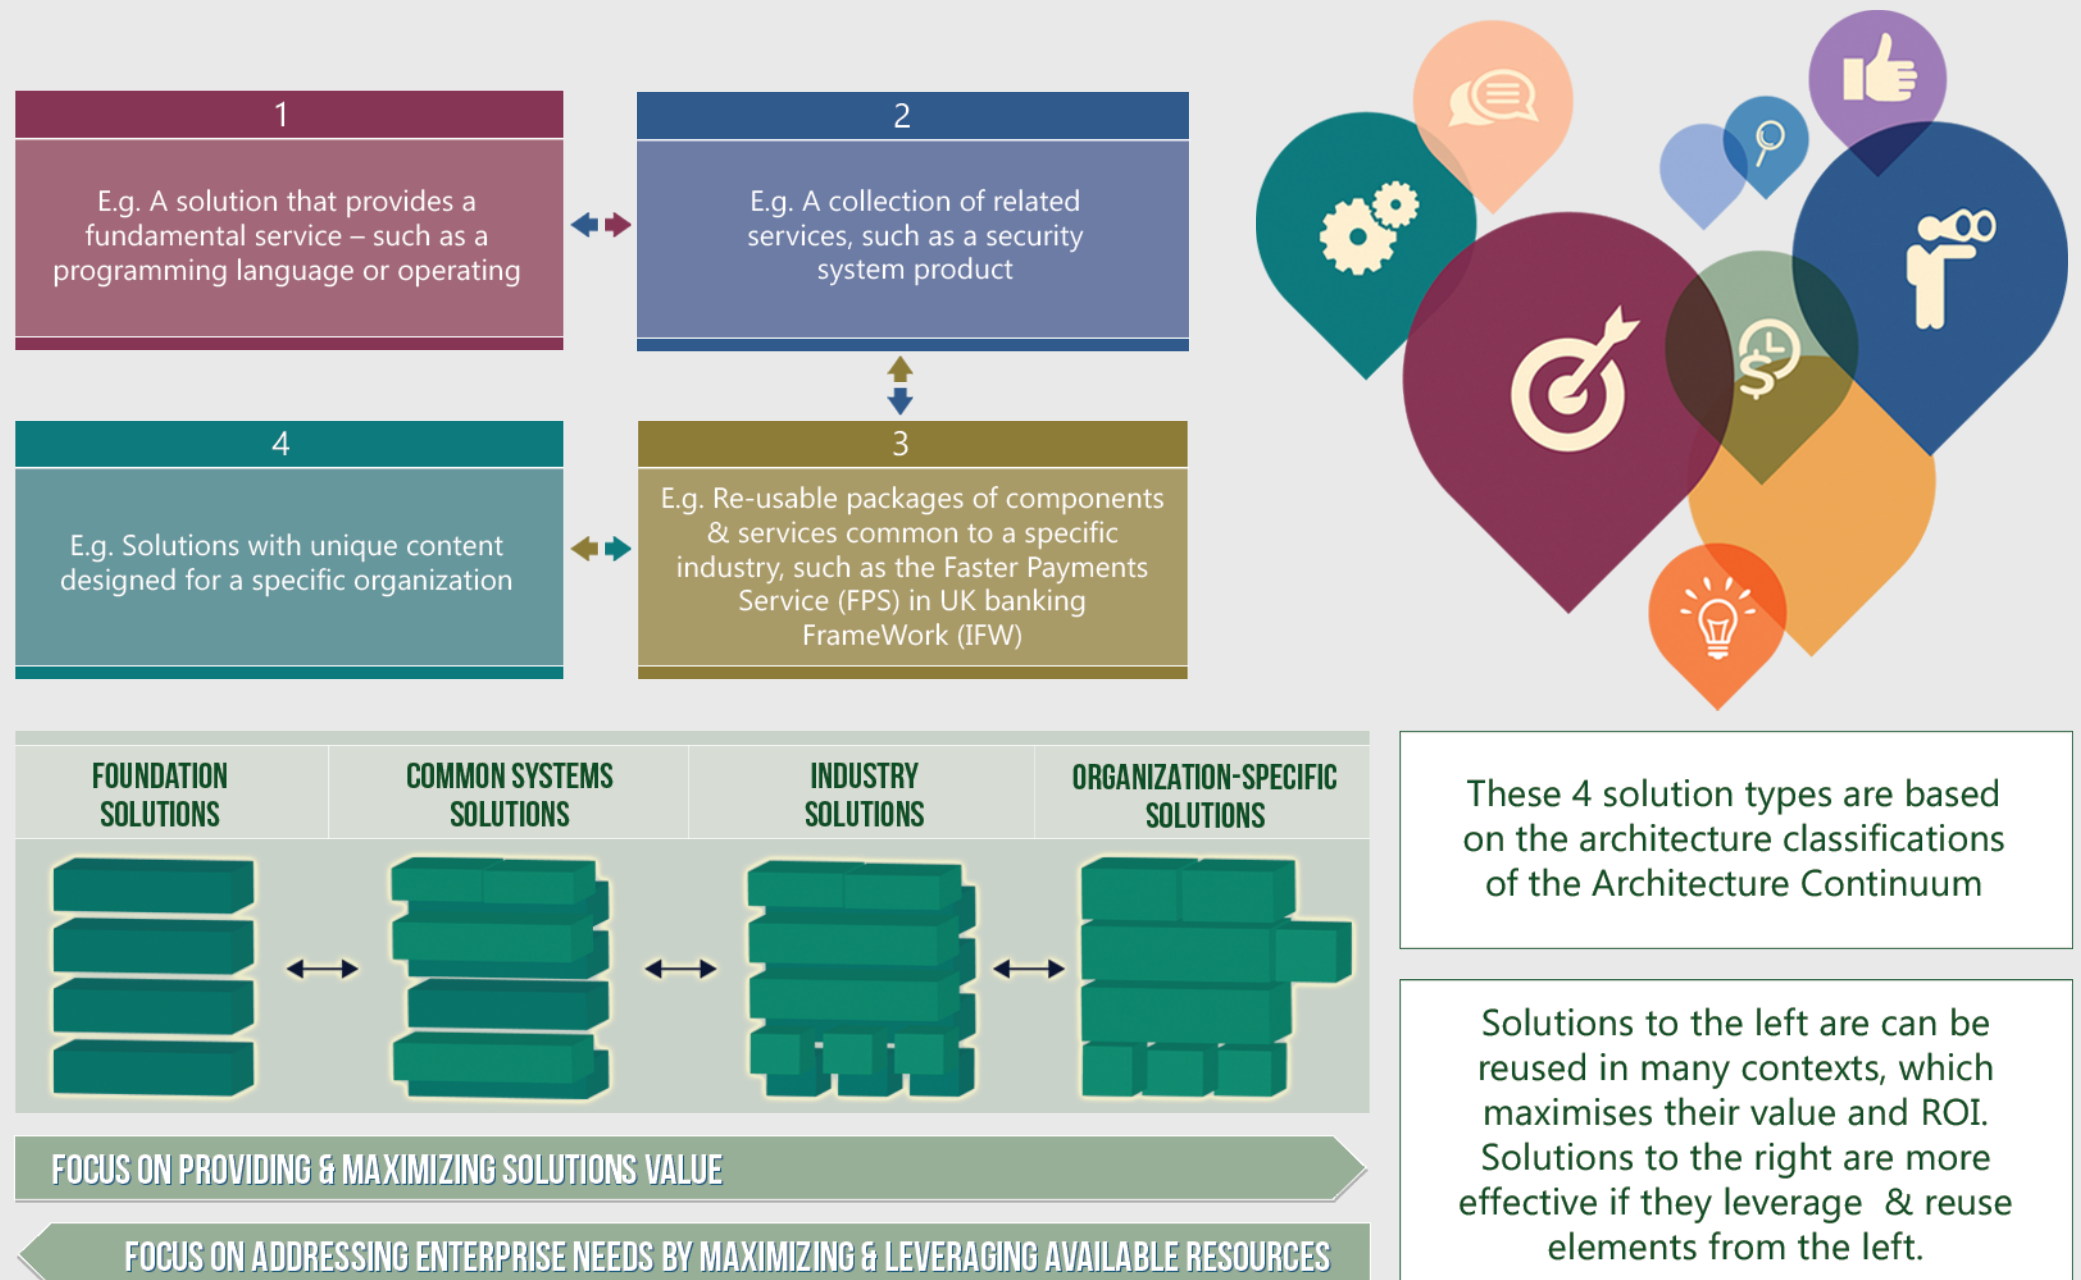 1
E.g. A solution that provides a
fundamental service – such as a
programming language or operating
2
E.g. A collection of related
services, such as a security
system product
4
E.g. Solutions with unique content
designed for a specific organization
3
E.g. Re-usable packages of components
& services common to a specific
industry, such as the Faster Payments
Service (FPS) in UK banking
FrameWork (IFW)
$
FOUNDATION
SOLUTIONS
COMMON SYSTEMS
SOLUTIONS
INDUSTRY
SOLUTIONS
ORGANIZATION-SPECIFIC
SOLUTIONS
FOCUS ON PROVIDING & MAXIMIZING SOLUTIONS VALUE
FOCUS ON ADDRESSING ENTERPRISE NEEDS BY MAXIMIZING & LEVERAGING AVAILABLE RESOURCES
These 4 solution types are based
on the architecture classifications
of the Architecture Continuum
Solutions to the left are can be
reused in many contexts, which
maximises their value and ROI.
Solutions to the right are more
effective if they leverage & reuse
elements from the left.